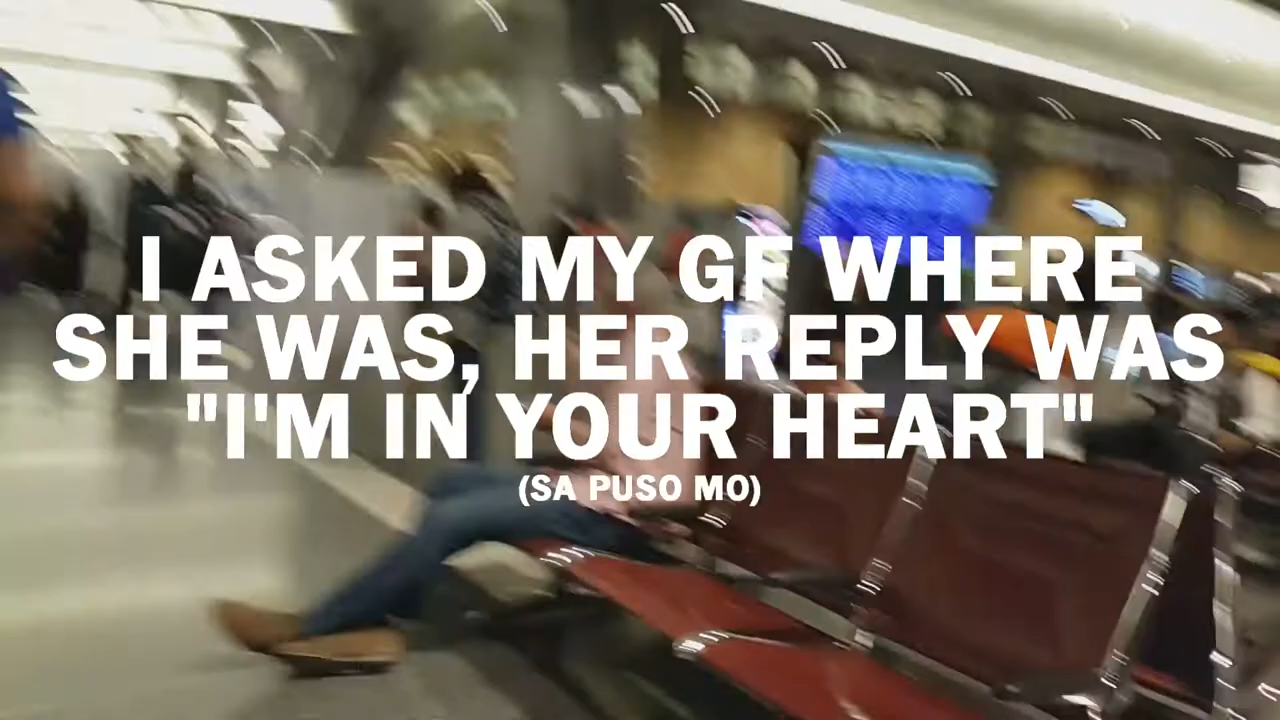 I ASKED MY GF WHERE
SHE WAS, HER REPLY WAS
"I'M IN YOUR HEART"
(SA PUSO MO)